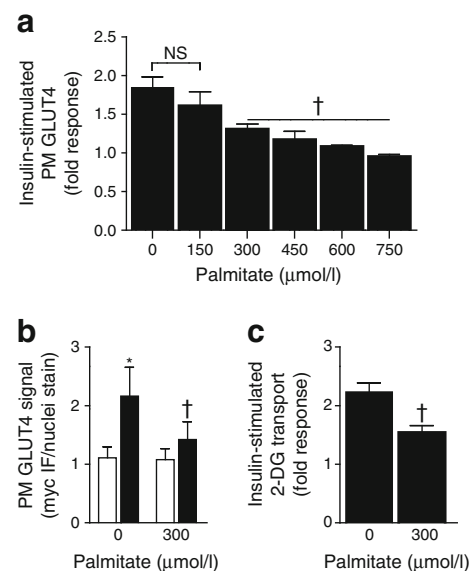 a
Insulin-stimulated
PM GLUT4
(fold response)
2.5
2.0
1.5
1.0
0.5
0.0
NS
†
0 150 300 450 600 750
Palmitate (μmol/l)
b
PM GLUT4 signal
(myc IF/nuclei stain)
3
2
1
0
*
†
0 300
Palmitate (μmol/l)
c
Insulin-stimulated
2-DG transport
(fold response)
3
2
1
0
†
0 300
Palmitate (μmol/l)